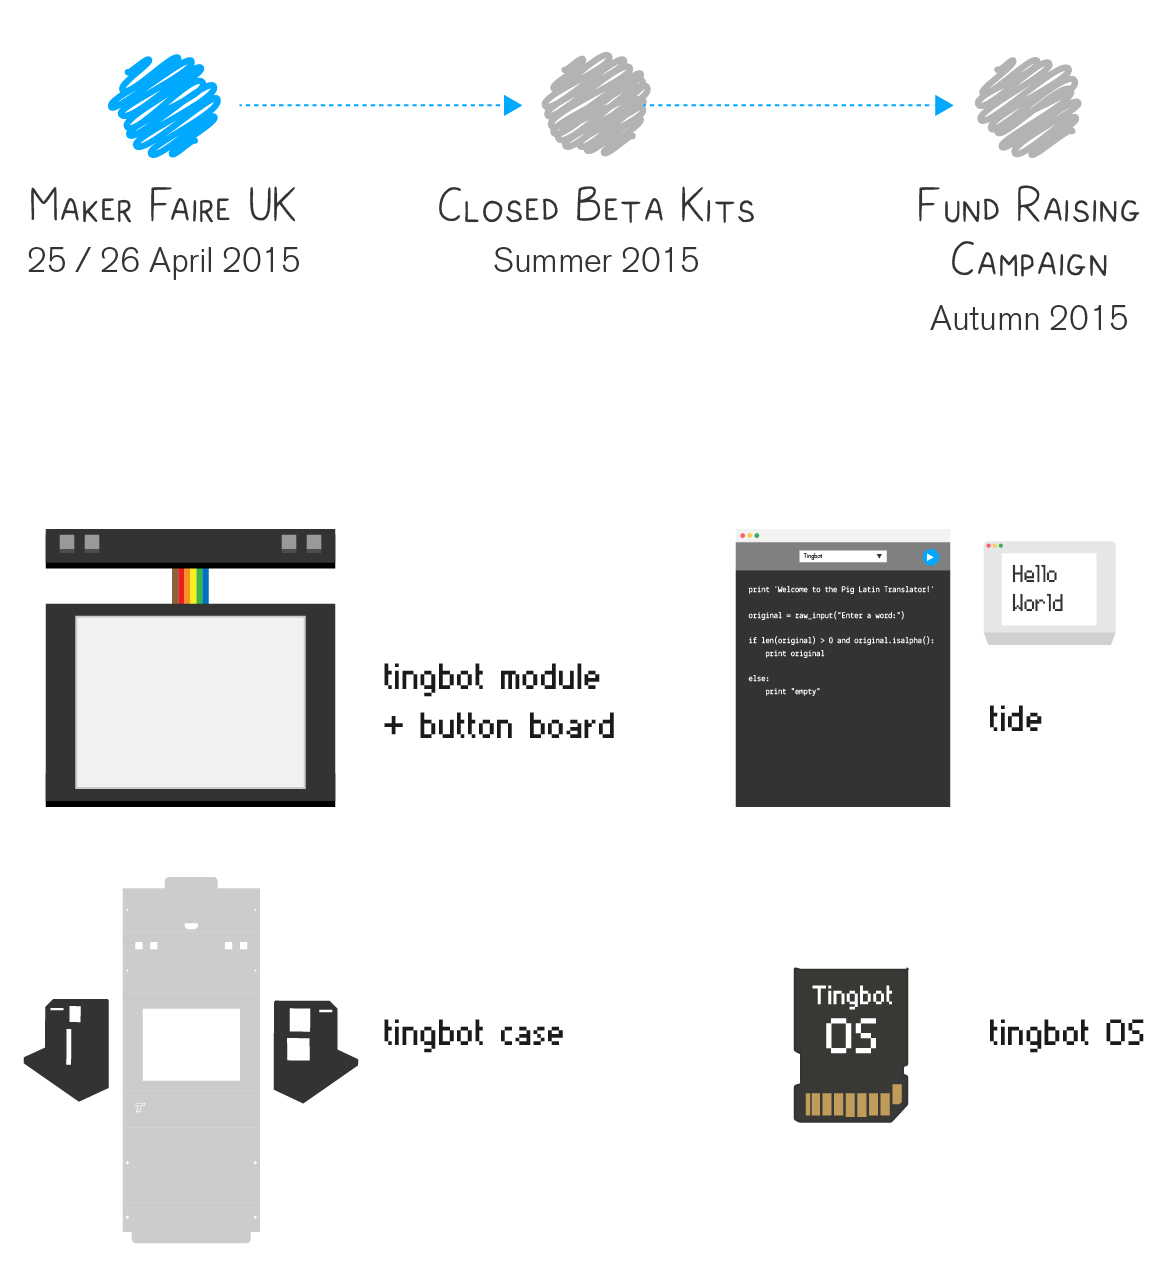 MAKER FAIRE UK
25 / 26 April 2015
CLOSED BETA KITS
Summer 2015
FUND RAISING
CAMPAIGN
Autumn 2015
tingbot module
+ button board
Tingbot
print 'Welcome to the Pig Latin Translator!'
original = raw_input("Enter a word:")
if len(original) > 0 and original.isalpha():
print original
else:
print "empty"
Hello
World
tide
T
tingbot case
Tingbot
OS
tingbot OS